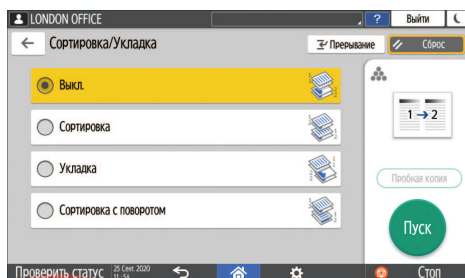 LONDON OFFICE
? Выйти
Сортировка/Укладка
Прерывание
Сброс
Выкл.
1 → 2
Сортировка
Укладка
Пробная копия
Сортировка с поворотом
Пуск
Проверить статус
25 Сент. 2020
11:54
Стоп